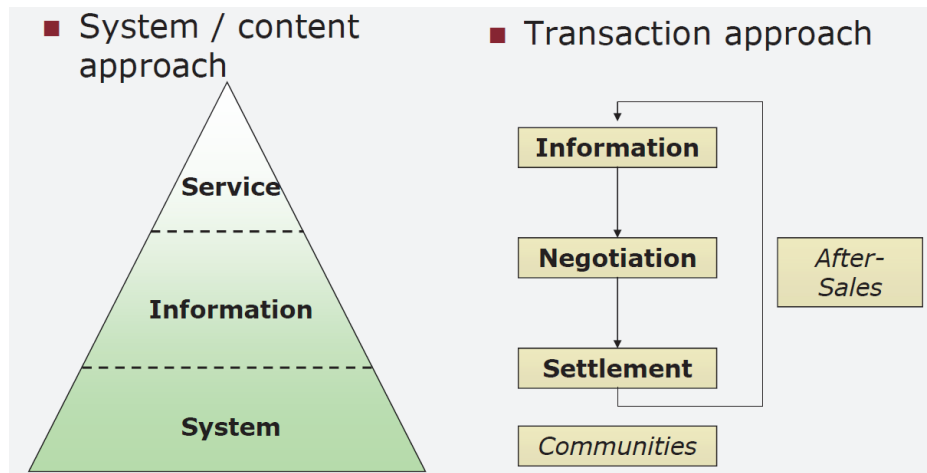 System / content
approach
Service
Information
System
Transaction approach
Information
Negotiation
After-
Sales
Settlement
Communities